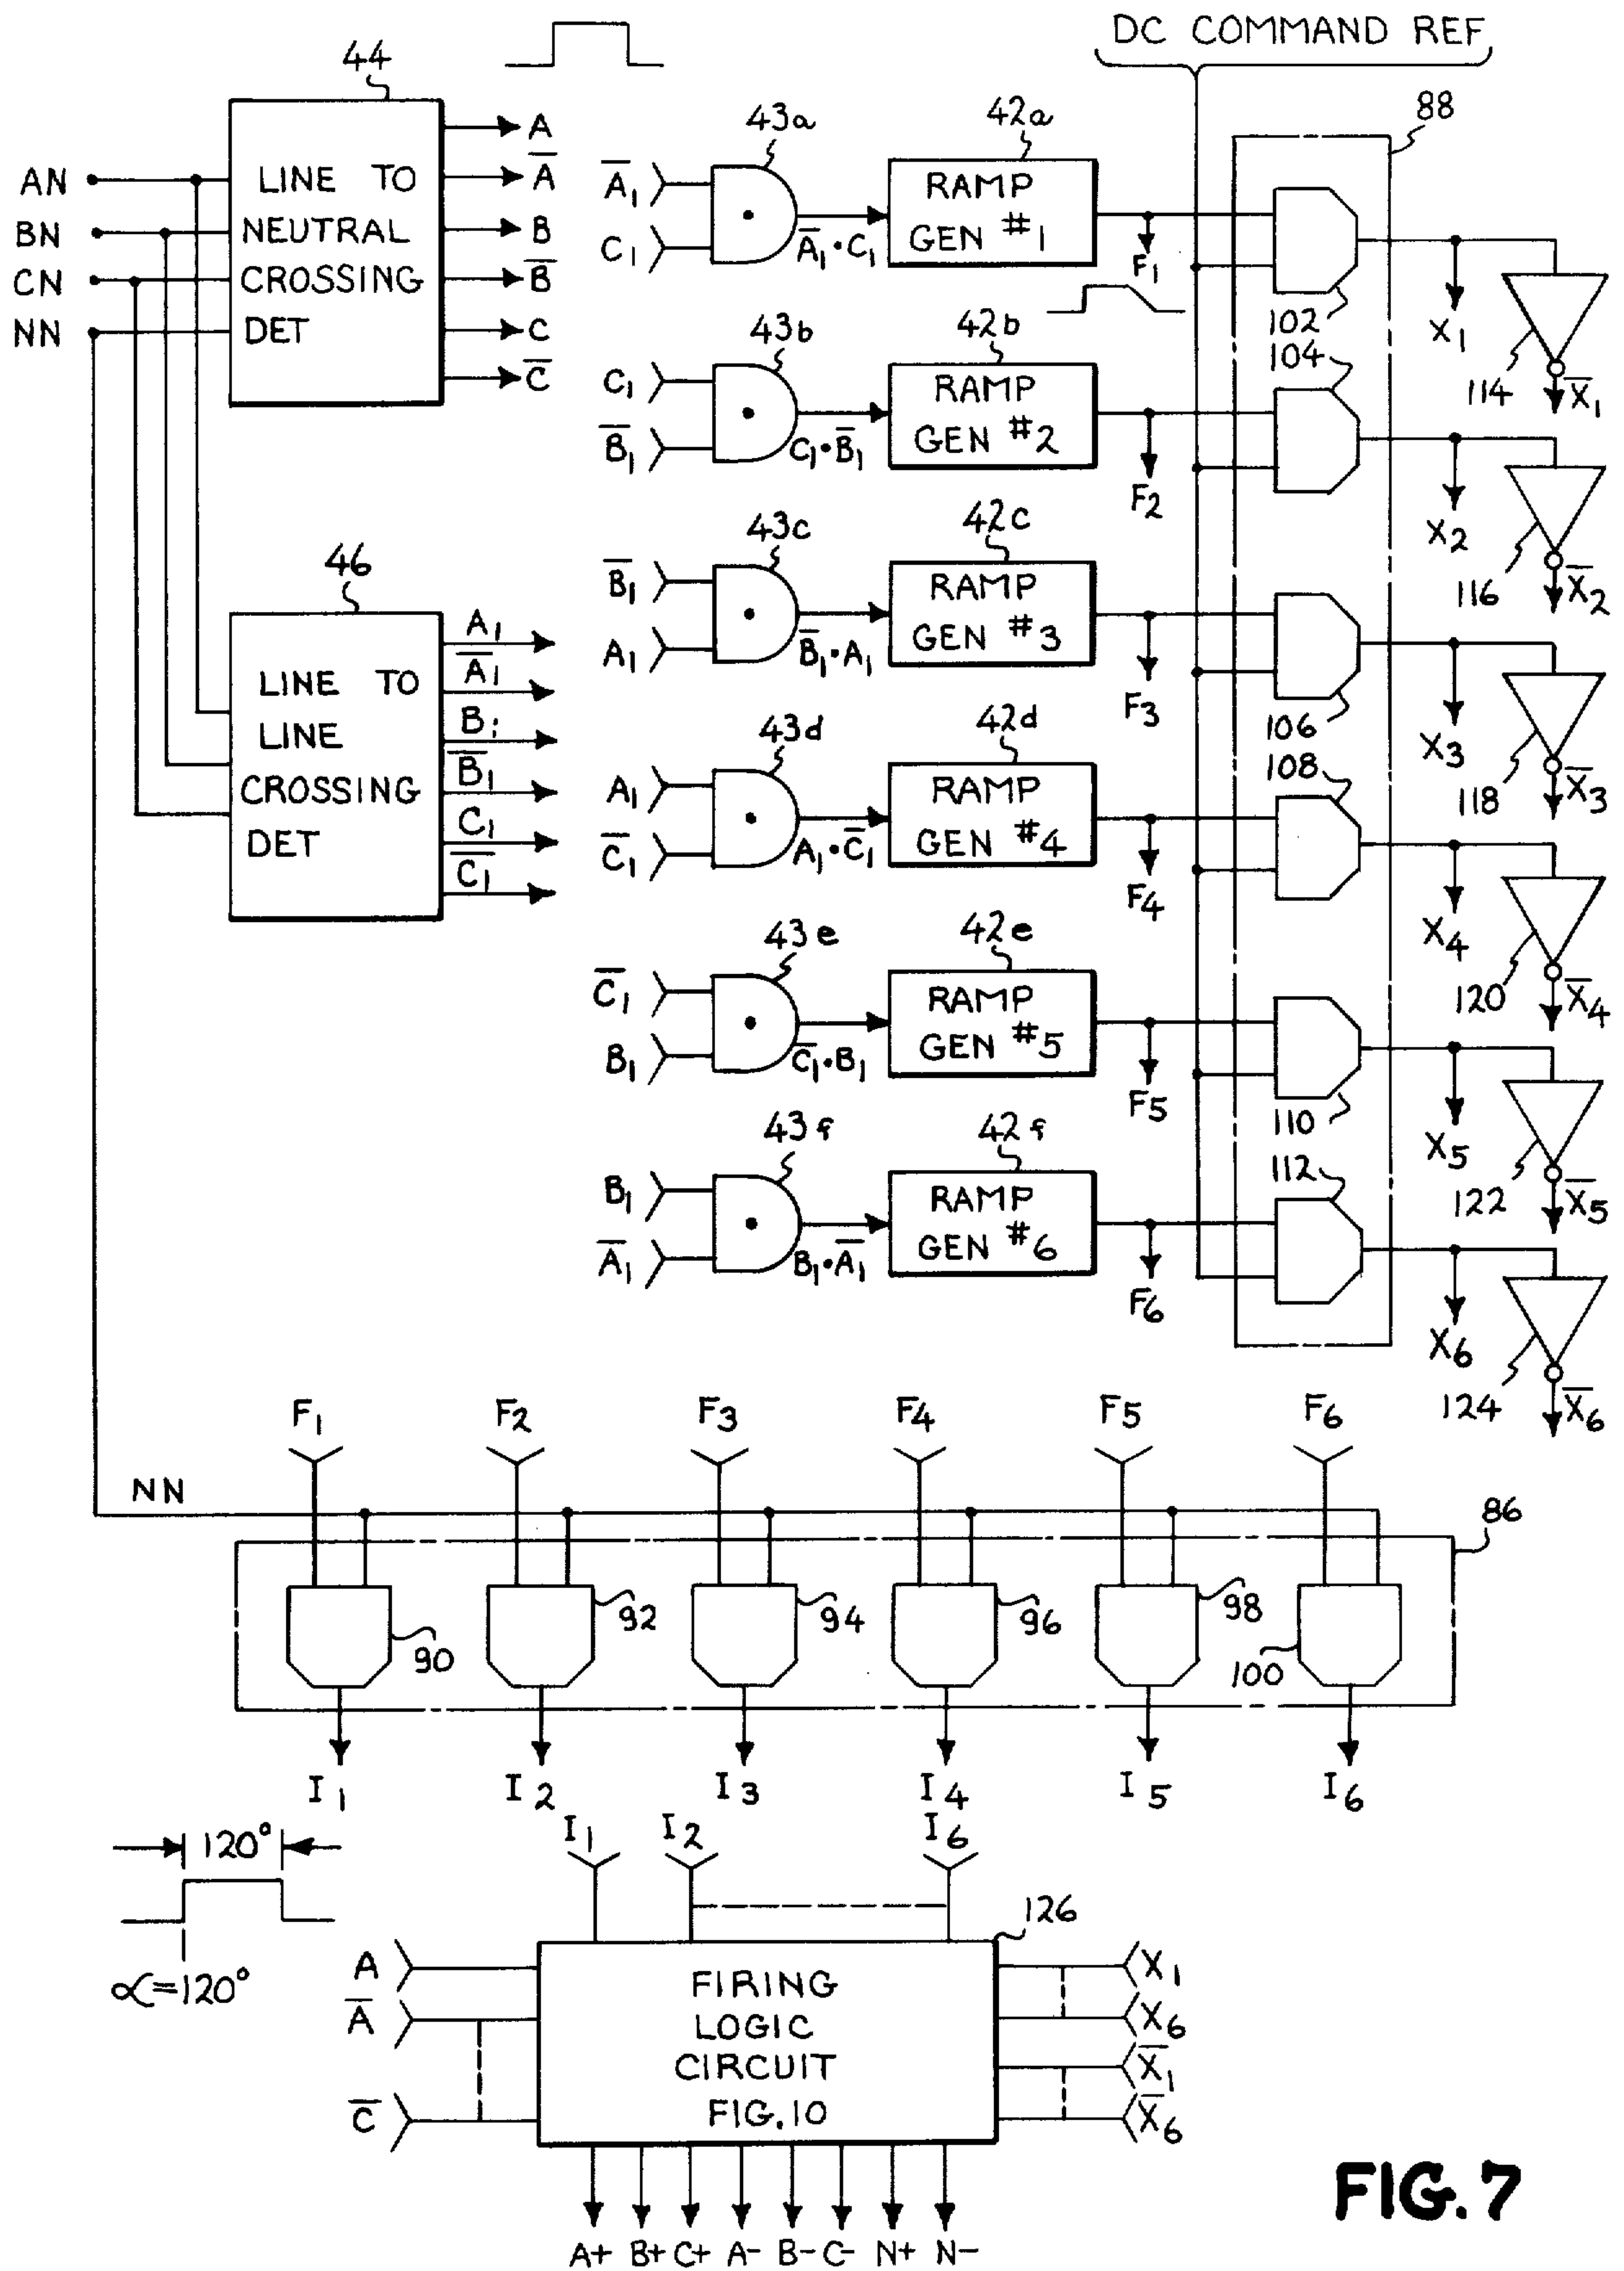 DC COMMAND REF
44
88
43a
42a
A
A̅
B
B̅
C
C̅
AN
BN
CN
NN
LINE TO
NEUTRAL
CROSSING
DET
A̅₁
C₁
A̅₁·C₁
RAMP
GEN #1
F₁
102
X₁
114
X̅₁
43b
42b
104
C₁
B̅₁
C₁·B̅₁
RAMP
GEN #2
F₂
X₂
116
X̅₂
43c
42c
B̅₁
A₁
B̅₁·A₁
RAMP
GEN #3
F₃
106
X₃
118
X̅₃
46
LINE TO
LINE
CROSSING
DET
A₁
A̅₁
B₁
B̅₁
C₁
C̅₁
43d
42d
108
A₁
C̅₁
A₁·C̅₁
RAMP
GEN #4
F₄
X₄
120
X̅₄
43e
42e
C̅₁
B₁
C̅₁·B₁
RAMP
GEN #5
F₅
110
X₅
122
X̅₅
43f
42f
112
B₁
A̅₁
B₁·A̅₁
RAMP
GEN #6
F₆
X₆
124
X̅₆
F₁ F₂ F₃ F₄ F₅ F₆
NN
86
90 92 94 96 98 100
I₁ I₂ I₃ I₄ I₅ I₆
120°
α=120°
I₁ I₂ I₆
126
A
A̅
C̅
FIRING
LOGIC
CIRCUIT
FIG.10
X₁
X₆
X̅₁
X̅₆
A+ B+ C+ A- B- C- N+ N-
FIG.7